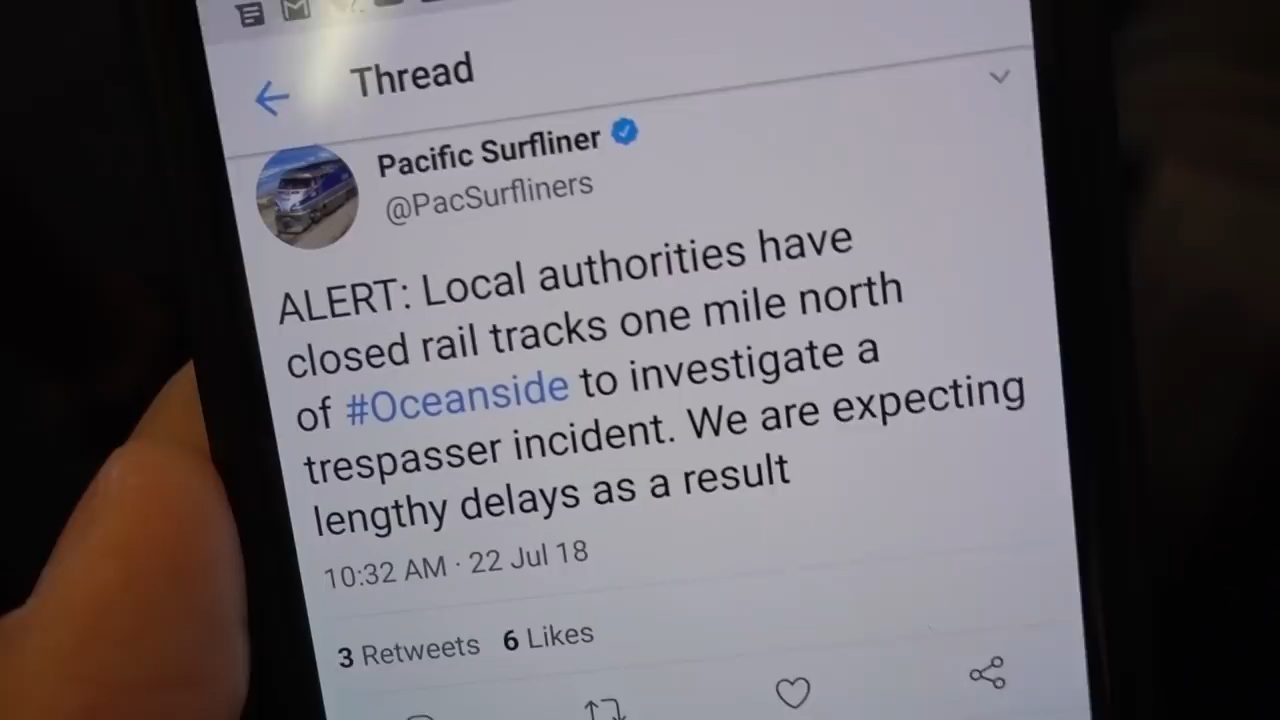 Thread
Pacific Surfliner
@PacSurfliners
ALERT: Local authorities have
closed rail tracks one mile north
of #Oceanside to investigate a
trespasser incident. We are expecting
lengthy delays as a result
10:32 AM · 22 Jul 18
3 Retweets 6 Likes